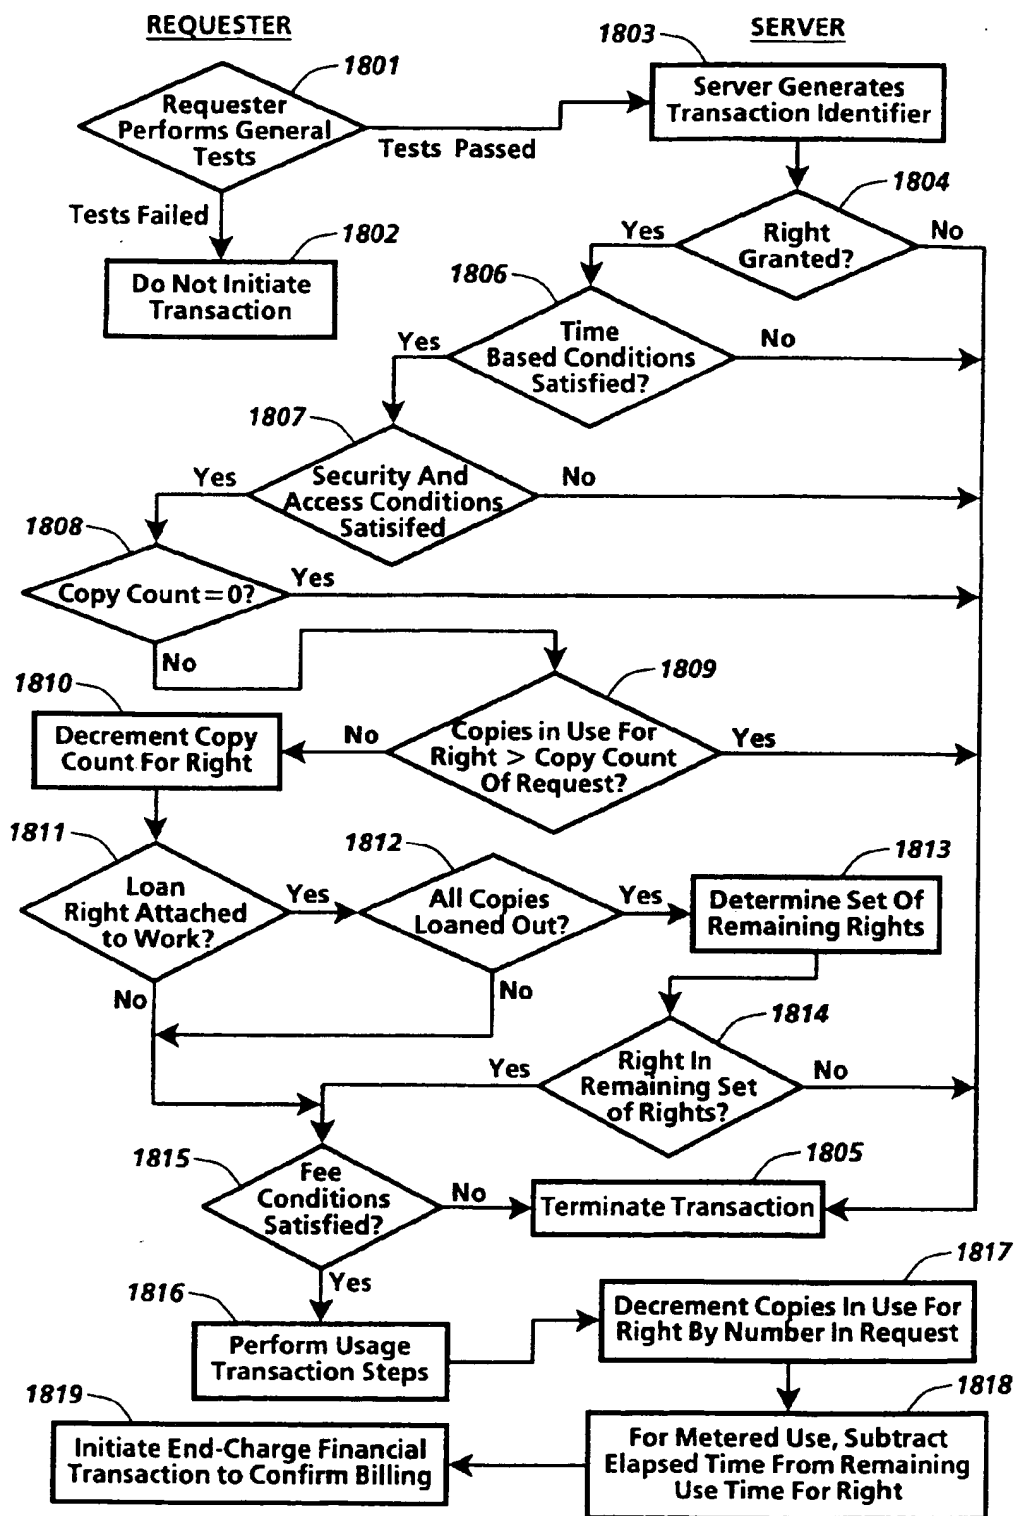 REQUESTER
SERVER
1801
1803
Requester
Performs General
Tests
Server Generates
Transaction Identifier
Tests Passed
Tests Failed
1802
1804
Do Not Initiate
Transaction
Right
Granted?
Yes
No
1806
Time
Based Conditions
Satisfied?
Yes
No
1807
Security And
Access Conditions
Satisifed
Yes
No
1808
Copy Count = 0?
Yes
No
1809
1810
Decrement Copy
Count For Right
No
Copies in Use For
Right > Copy Count
Of Request?
Yes
1811
Loan
Right Attached
to Work?
Yes
No
1812
All Copies
Loaned Out?
Yes
No
1813
Determine Set Of
Remaining Rights
1814
Right In
Remaining Set
of Rights?
Yes
No
1815
Fee
Conditions
Satisfied?
No
Yes
1805
Terminate Transaction
1816
Perform Usage
Transaction Steps
1817
Decrement Copies In Use For
Right By Number In Request
1818
For Metered Use, Subtract
Elapsed Time From Remaining
Use Time For Right
1819
Initiate End-Charge Financial
Transaction to Confirm Billing